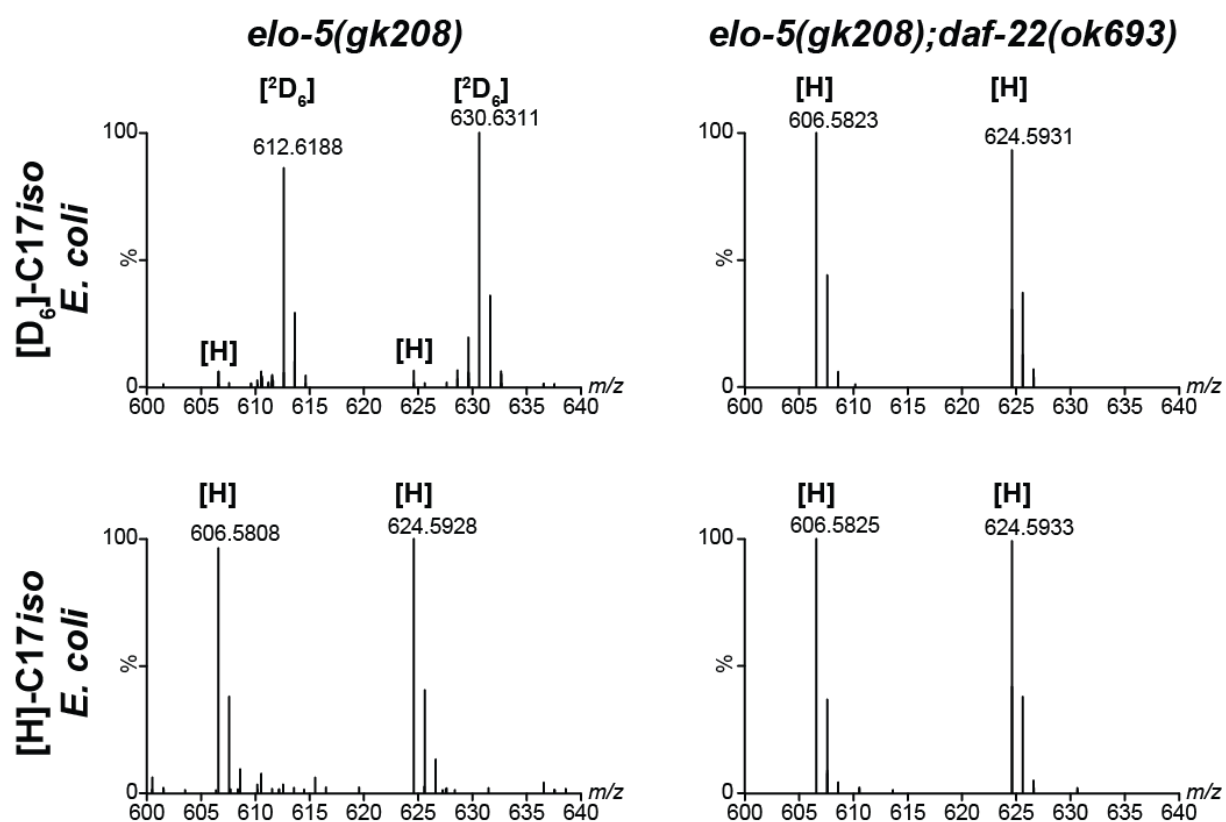 elo-5(gk208)
elo-5(gk208);daf-22(ok693)
[D₆]-C17iso
E. coli
[²D₆]
[²D₆]
612.6188
630.6311
[H]
[H]
100
%
0
600 605 610 615 620 625 630 635 640
m/z
[H]
[H]
606.5823
624.5931
100
%
0
600 605 610 615 620 625 630 635 640
m/z
[H]-C17iso
E. coli
[H]
[H]
606.5808
624.5928
100
%
0
600 605 610 615 620 625 630 635 640
m/z
[H]
[H]
606.5825
624.5933
100
%
0
600 605 610 615 620 625 630 635 640
m/z